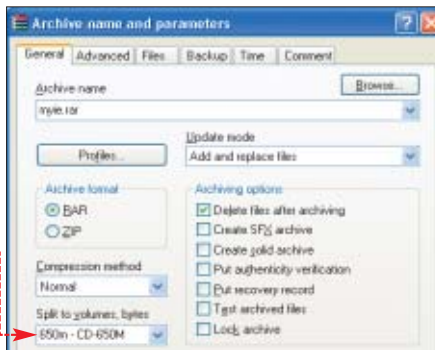 Archive name and parameters
General Advanced Files Backup Time Comment
Archive name
Browse...
myie.rar
Update mode
Profiles...
Add and replace files
Archive format
Archiving options
RAR
Delete files after archiving
ZIP
Create SFX archive
Create solid archive
Compression method
Put authenticity verification
Normal
Put recovery record
Split to volumes, bytes
Test archived files
650m - CD-650M
Lock archive